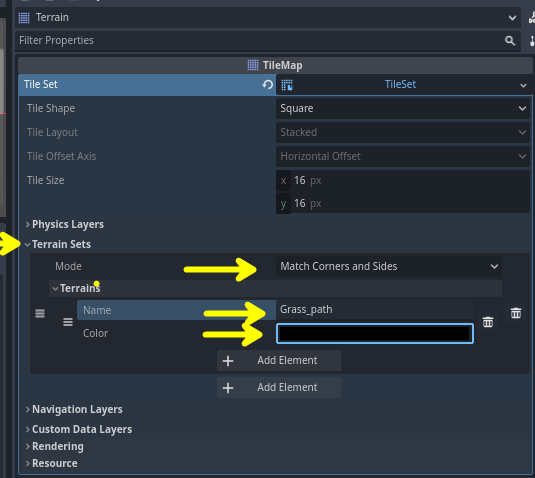 Terrain
Filter Properties
TileMap
Tile Set TileSet
Tile Shape Square
Tile Layout Stacked
Tile Offset Axis Horizontal Offset
Tile Size x 16 px
y 16 px
Physics Layers
Terrain Sets
Mode Match Corners and Sides
Terrains
Name Grass_path
Color
+ Add Element
+ Add Element
Navigation Layers
Custom Data Layers
Rendering
Resource